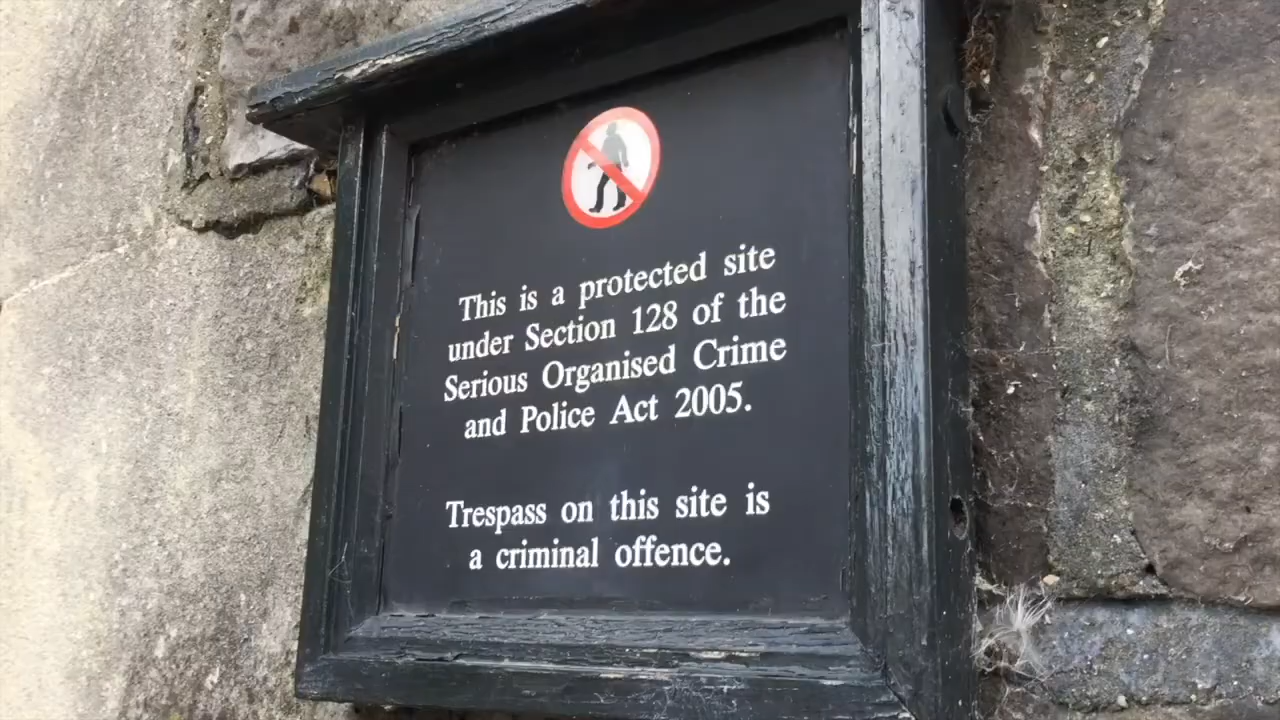 This is a protected site
under Section 128 of the
Serious Organised Crime
and Police Act 2005.
Trespass on this site is
a criminal offence.